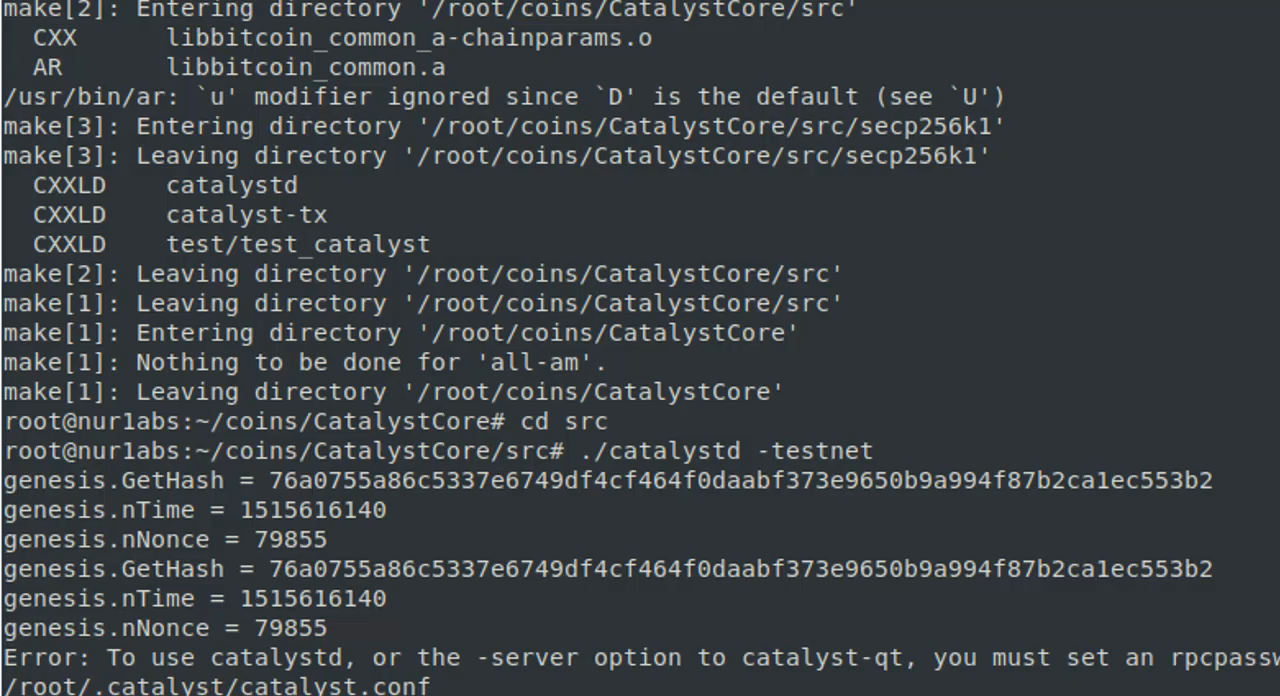 make[2]: Entering directory '/root/coins/CatalystCore/src'
  CXX      libbitcoin_common_a-chainparams.o
  AR       libbitcoin_common.a
/usr/bin/ar: `u' modifier ignored since `D' is the default (see `U')
make[3]: Entering directory '/root/coins/CatalystCore/src/secp256k1'
make[3]: Leaving directory '/root/coins/CatalystCore/src/secp256k1'
  CXXLD    catalystd
  CXXLD    catalyst-tx
  CXXLD    test/test_catalyst
make[2]: Leaving directory '/root/coins/CatalystCore/src'
make[1]: Leaving directory '/root/coins/CatalystCore/src'
make[1]: Entering directory '/root/coins/CatalystCore'
make[1]: Nothing to be done for 'all-am'.
make[1]: Leaving directory '/root/coins/CatalystCore'
root@nur1abs:~/coins/CatalystCore# cd src
root@nur1abs:~/coins/CatalystCore/src# ./catalystd -testnet
genesis.GetHash = 76a0755a86c5337e6749df4cf464f0daabf373e9650b9a994f87b2ca1ec553b2
genesis.nTime = 1515616140
genesis.nNonce = 79855
genesis.GetHash = 76a0755a86c5337e6749df4cf464f0daabf373e9650b9a994f87b2ca1ec553b2
genesis.nTime = 1515616140
genesis.nNonce = 79855
Error: To use catalystd, or the -server option to catalyst-qt, you must set an rpcpassw
/root/.catalyst/catalyst.conf